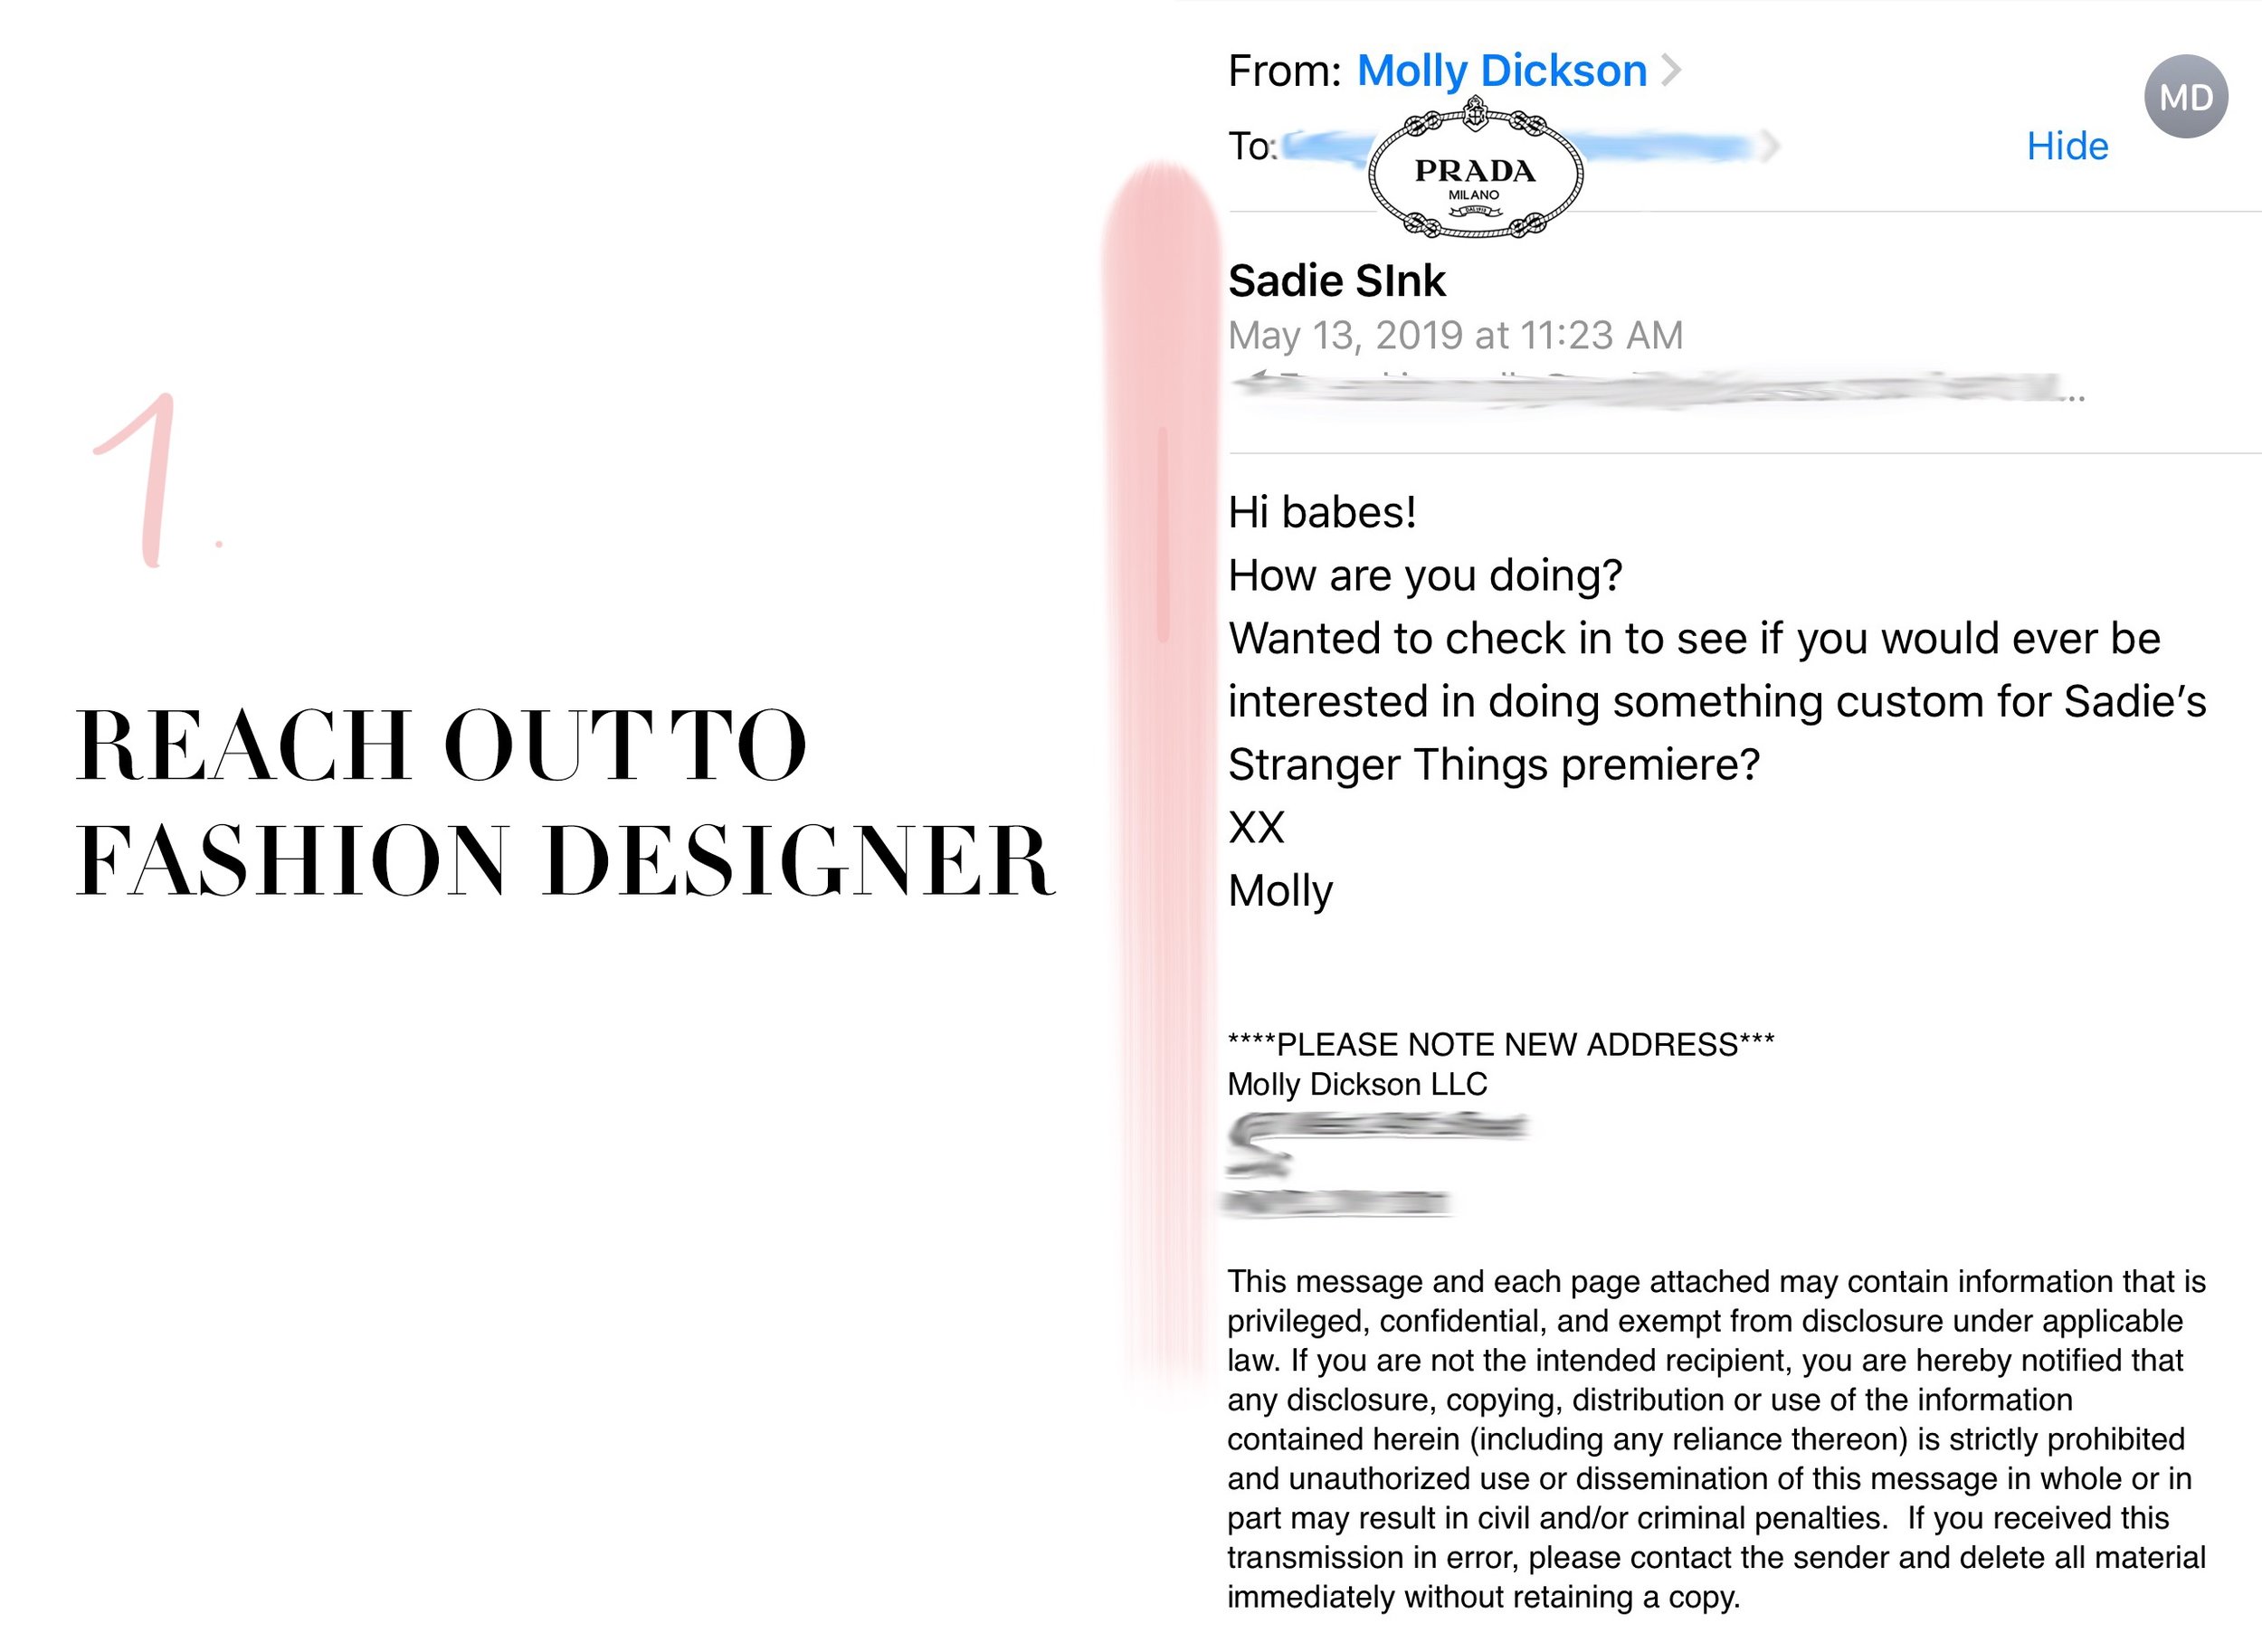 1.
REACH OUT TO
FASHION DESIGNER
From: Molly Dickson
MD
To:
Hide
PRADA
MILANO
Sadie SInk
May 13, 2019 at 11:23 AM
Hi babes!
How are you doing?
Wanted to check in to see if you would ever be
interested in doing something custom for Sadie’s
Stranger Things premiere?
XX
Molly
****PLEASE NOTE NEW ADDRESS***
Molly Dickson LLC
This message and each page attached may contain information that is
privileged, confidential, and exempt from disclosure under applicable
law. If you are not the intended recipient, you are hereby notified that
any disclosure, copying, distribution or use of the information
contained herein (including any reliance thereon) is strictly prohibited
and unauthorized use or dissemination of this message in whole or in
part may result in civil and/or criminal penalties.  If you received this
transmission in error, please contact the sender and delete all material
immediately without retaining a copy.